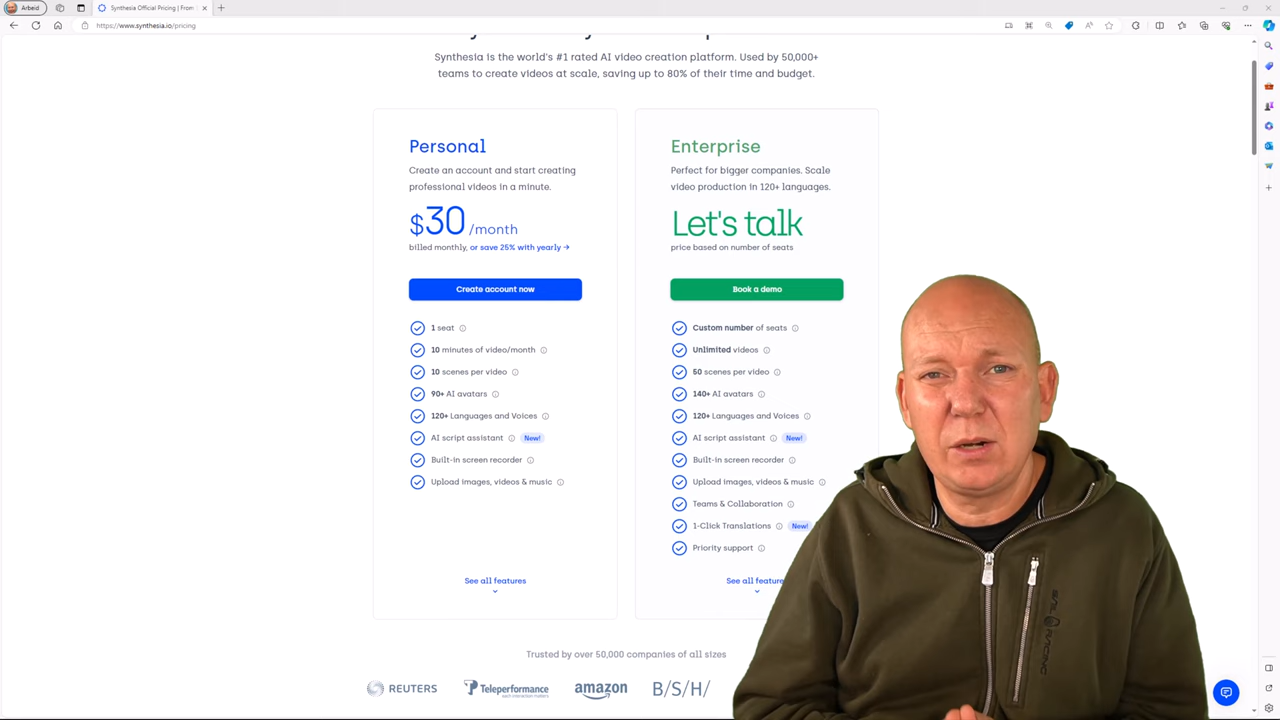 Arbeid
Synthesia Official Pricing | From
https://www.synthesia.io/pricing
Synthesia is the world's #1 rated AI video creation platform. Used by 50,000+
teams to create videos at scale, saving up to 80% of their time and budget.
Personal
Create an account and start creating
professional videos in a minute.
$30 /month
billed monthly, or save 25% with yearly →
Create account now
1 seat
10 minutes of video/month
10 scenes per video
90+ AI avatars
120+ Languages and Voices
AI script assistant New!
Built-in screen recorder
Upload images, videos & music
See all features
Enterprise
Perfect for bigger companies. Scale
video production in 120+ languages.
Let's talk
price based on number of seats
Book a demo
Custom number of seats
Unlimited videos
50 scenes per video
140+ AI avatars
120+ Languages and Voices
AI script assistant New!
Built-in screen recorder
Upload images, videos & music
Teams & Collaboration
1-Click Translations New!
Priority support
See all feature
Trusted by over 50,000 companies of all sizes
REUTERS
Teleperformance
amazon
B/S/H/